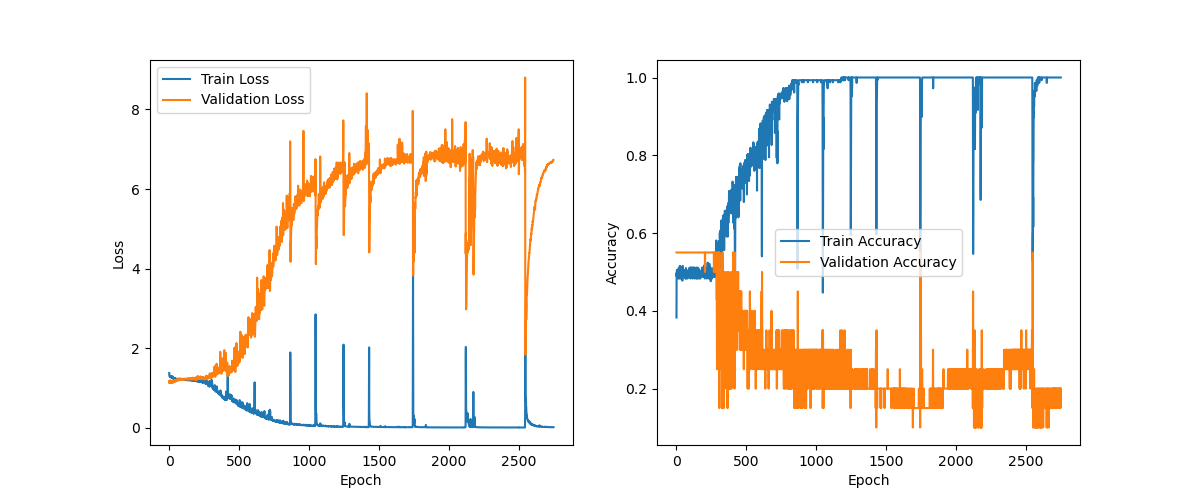 Train Loss
Validation Loss
8
6
4
2
0
Loss
0 500 1000 1500 2000 2500
Epoch
1.0
0.8
0.6
0.4
0.2
Accuracy
Train Accuracy
Validation Accuracy
0 500 1000 1500 2000 2500
Epoch